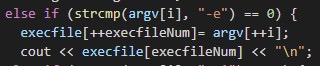 else if (strcmp(argv[i], "-e") == 0) {
execfile[++execfileNum]= argv[++i];
cout << execfile[execfileNum] << "\n";